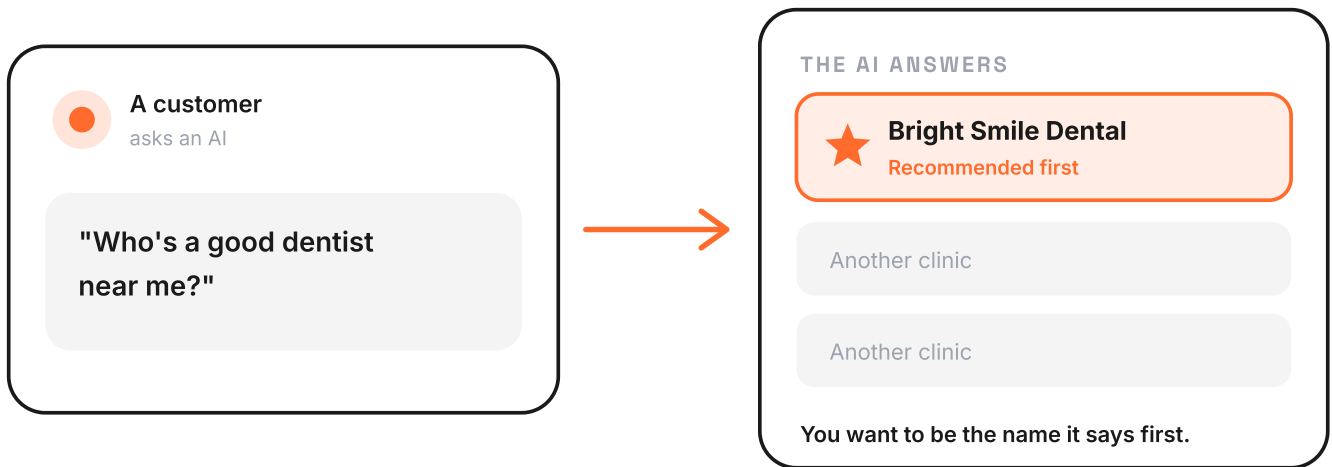 A customer
asks an AI
"Who's a good dentist
near me?"
THE AI ANSWERS
Bright Smile Dental
Recommended first
Another clinic
Another clinic
You want to be the name it says first.